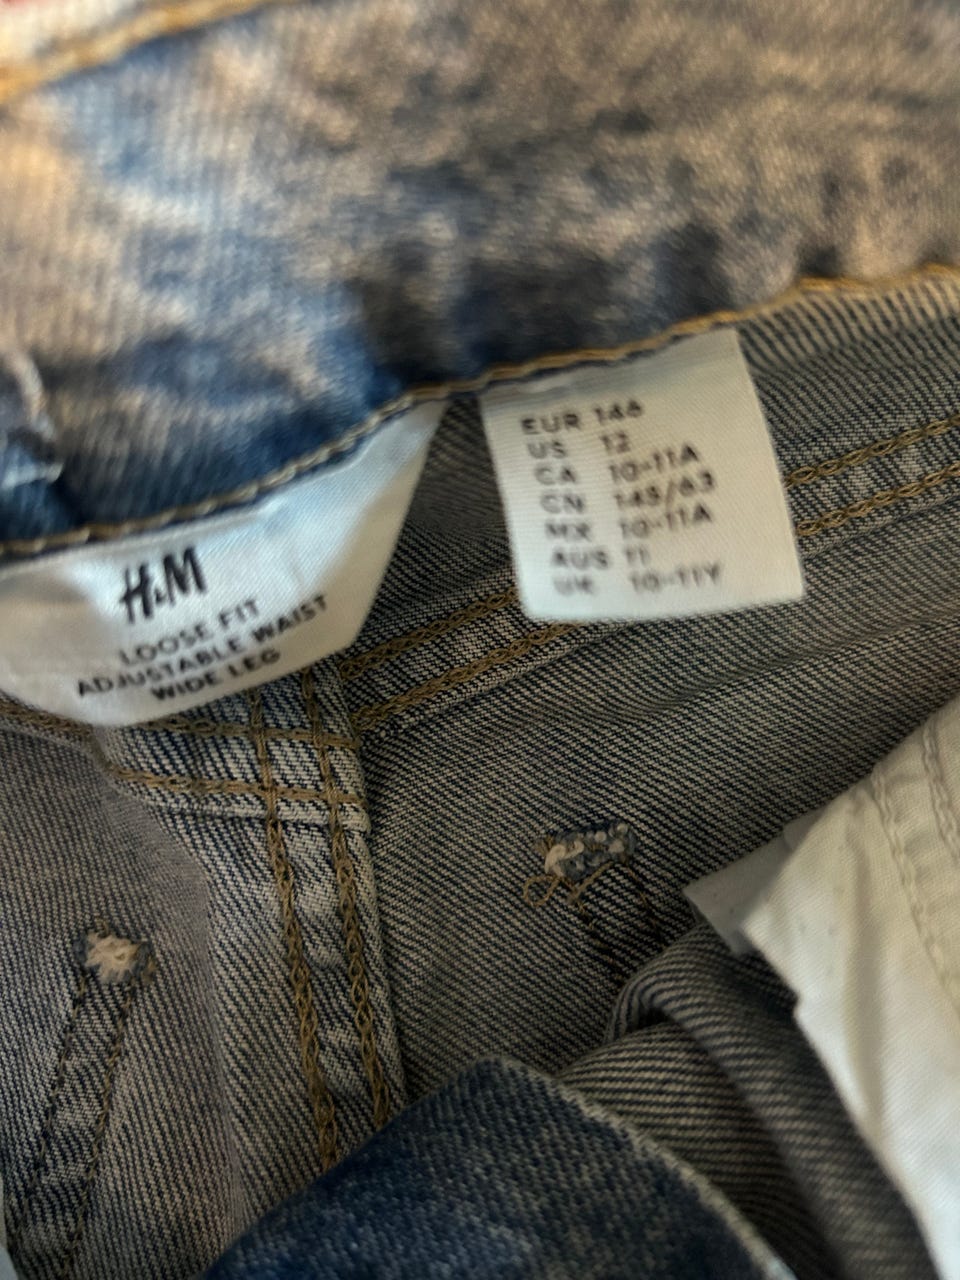 H&M
LOOSE FIT
ADJUSTABLE WAIST
WIDE LEG
EUR 146
US 12
CA 10-11A
CN 145/63
MX 10-11A
AUS 11
UK 10-11Y